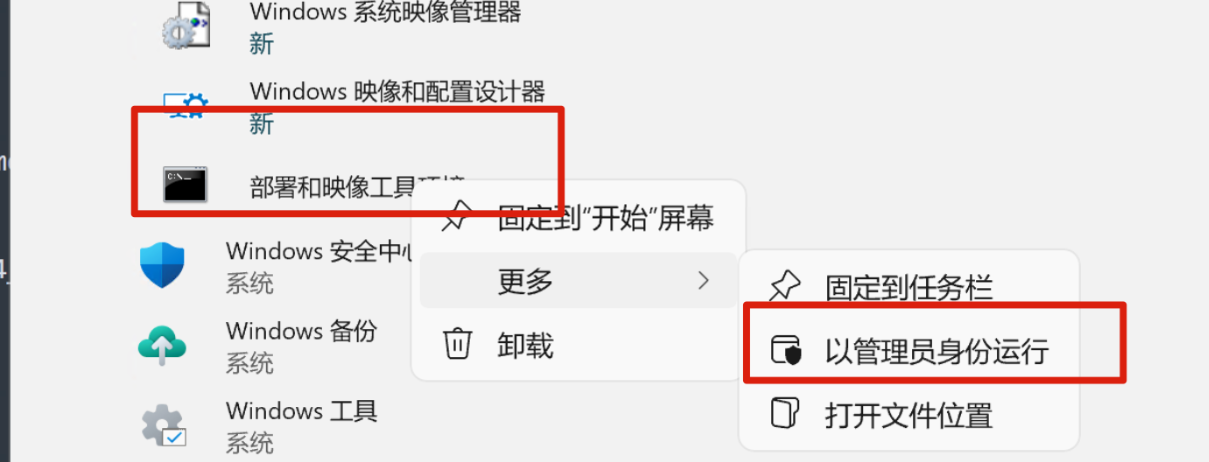 Windows 系统映像管理器
新
Windows 映像和配置设计器
新
C:\
部署和映像工具环境
固定到“开始”屏幕
Windows 安全中心
系统
更多
固定到任务栏
Windows 备份
系统
卸载
以管理员身份运行
Windows 工具
系统
打开文件位置